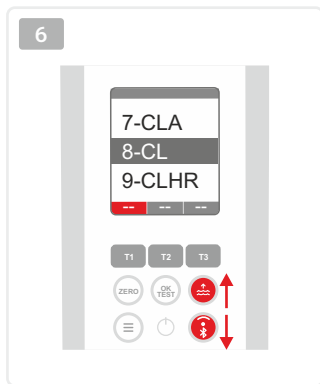 6
7-CLA
8-CL
9-CLHR
-- -- --
T1 T2 T3
ZERO OK TEST